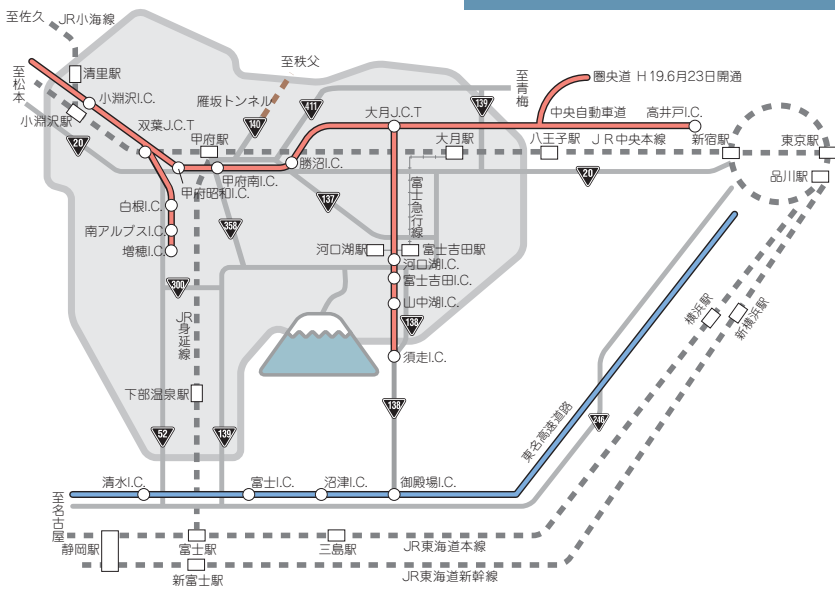 至佐久
JR小海線
至松本
清里駅
小淵沢I.C.
小淵沢駅
20
双葉J.C.T
甲府駅
雁坂トンネル
140
至秩父
411
大月J.C.T
139
至青梅
圏央道 H19.6月23日開通
中央自動車道
高井戸I.C.
大月駅
八王子駅
JR中央本線
新宿駅
東京駅
品川駅
20
甲府昭和I.C.
甲府南I.C.
勝沼I.C.
137
富士急行線
白根I.C.
南アルプスI.C.
増穂I.C.
358
300
河口湖駅
富士吉田駅
河口湖I.C.
富士吉田I.C.
山中湖I.C.
138
須走I.C.
JR身延線
下部温泉駅
52
139
138
横浜駅
新横浜駅
246
東名高速道路
清水I.C.
富士I.C.
沼津I.C.
御殿場I.C.
至名古屋
静岡駅
富士駅
三島駅
JR東海道本線
新富士駅
JR東海道新幹線